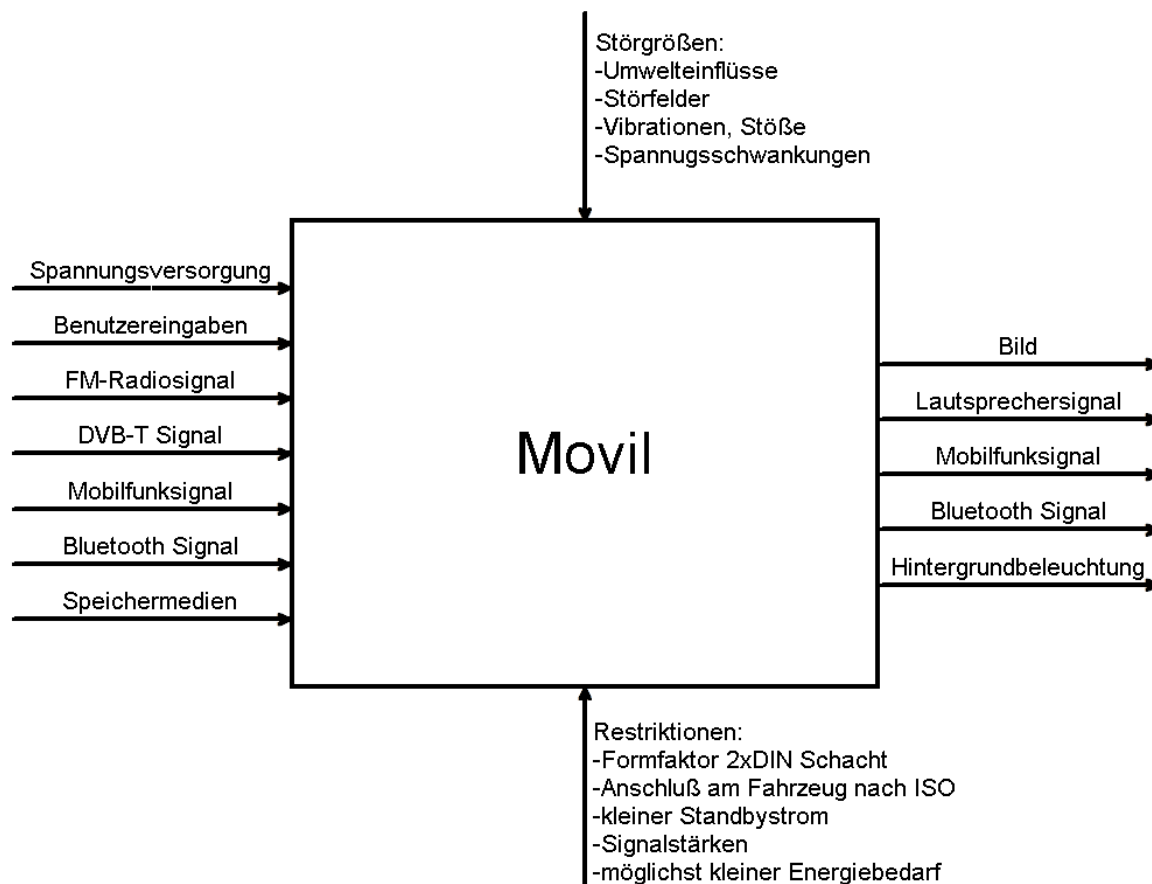 Störgrößen:
-Umwelteinflüsse
-Störfelder
-Vibrationen, Stöße
-Spannugsschwankungen
Spannungsversorgung
Benutzereingaben
FM-Radiosignal
DVB-T Signal
Mobilfunksignal
Bluetooth Signal
Speichermedien
Movil
Bild
Lautsprechersignal
Mobilfunksignal
Bluetooth Signal
Hintergrundbeleuchtung
Restriktionen:
-Formfaktor 2xDIN Schacht
-Anschluß am Fahrzeug nach ISO
-kleiner Standbystrom
-Signalstärken
-möglichst kleiner Energiebedarf